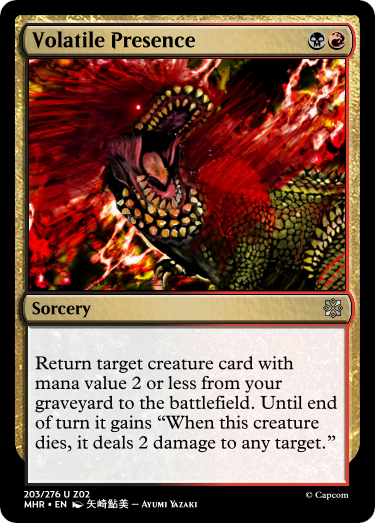 Volatile Presence
Sorcery
Return target creature card with
mana value 2 or less from your
graveyard to the battlefield. Until end
of turn it gains “When this creature
dies, it deals 2 damage to any target.”
203/276 U Z02
MHR • EN 矢崎鮎美 — Ayumi Yazaki
© Capcom